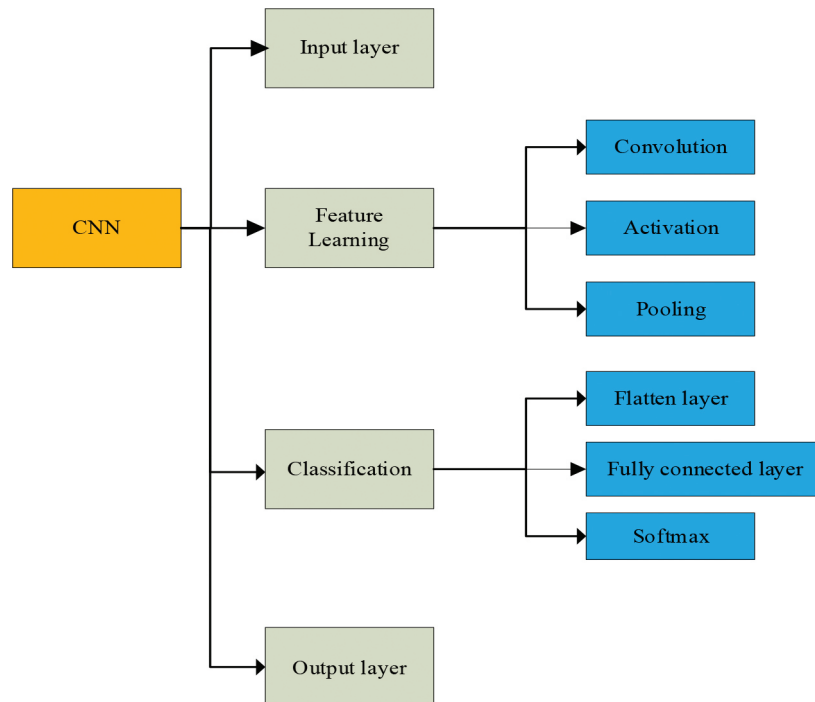 Input layer
Convolution
CNN
Feature
Learning
Activation
Pooling
Flatten layer
Classification
Fully connected layer
Softmax
Output layer